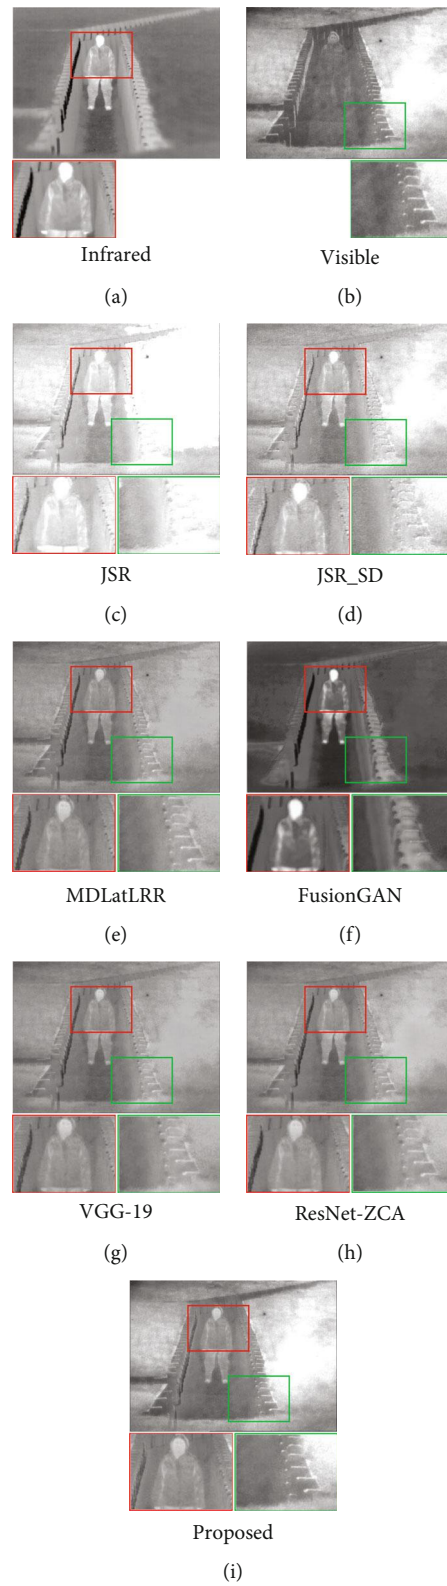 Infrared
Visible
(a)
(b)
JSR
JSR_SD
(c)
(d)
MDLatLRR
FusionGAN
(e)
(f)
VGG-19
ResNet-ZCA
(g)
(h)
Proposed
(i)